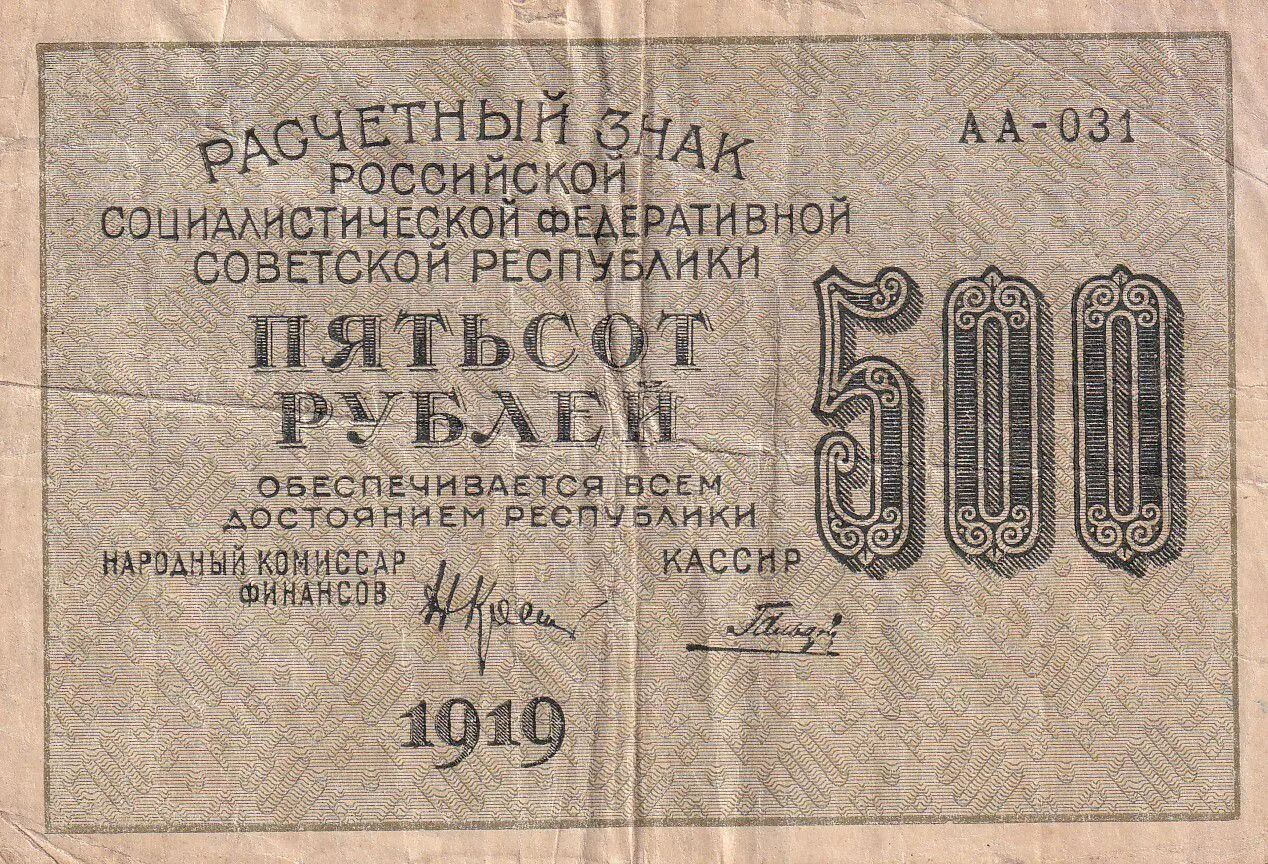 РАСЧЕТНЫЙ ЗНАК
АА-031
РОССИЙСКОЙ
СОЦИАЛИСТИЧЕСКОЙ ФЕДЕРАТИВНОЙ
СОВЕТСКОЙ РЕСПУБЛИКИ
ПЯТЬСОТ
РУБЛЕЙ
500
ОБЕСПЕЧИВАЕТСЯ ВСЕМ
ДОСТОЯНИЕМ РЕСПУБЛИКИ
НАРОДНЫЙ КОМИССАР
ФИНАНСОВ
КАССИР
1919